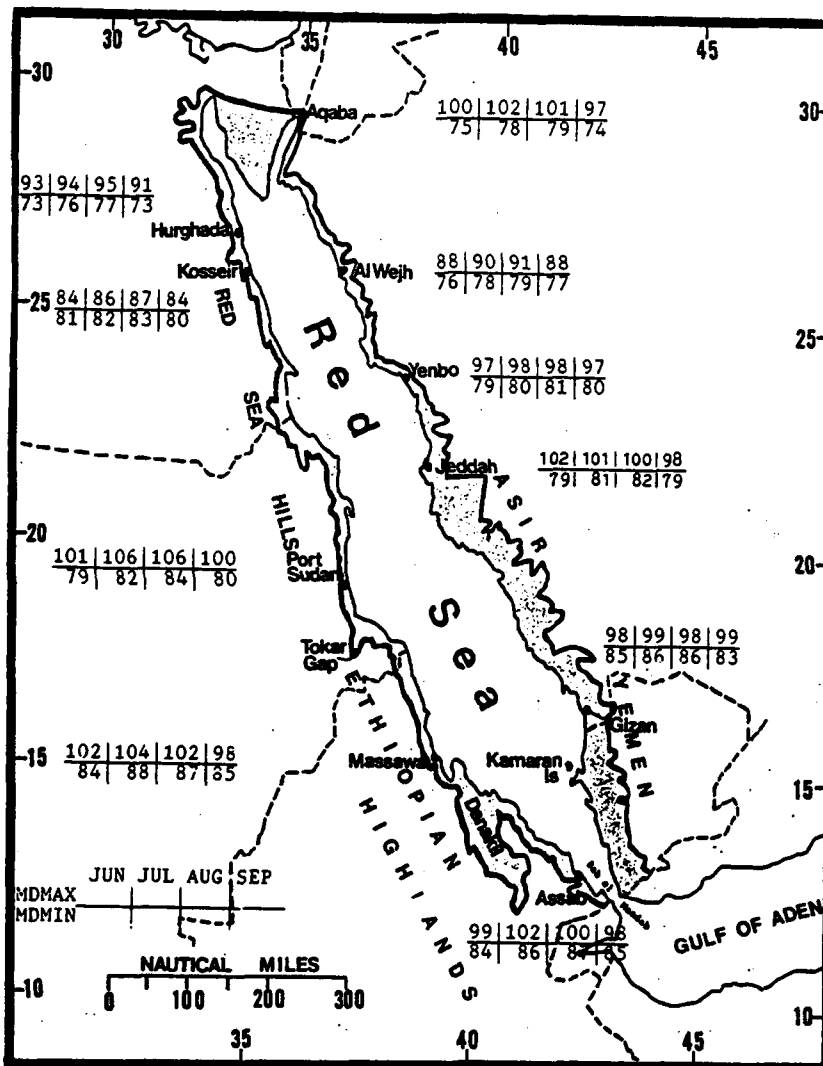 30 35 40 45
30 30
Aqaba
100 102 101 97
75 78 79 74
93 94 95 91
73 76 77 73
Hurghada
Kosseir
Al Wejh
88 90 91 88
76 78 79 77
84 86 87 84
81 82 83 80
25 25
RED SEA HILLS
Red Sea
Yenbo
97 98 98 97
79 80 81 80
Jeddah
102 101 100 98
79 81 82 79
ASIR
20 20
101 106 106 100
79 82 84 80
Port
Sudan
98 99 98 99
85 86 86 83
Tokar
Gap
YEMEN
Gizan
ETHIOPIAN HIGHLANDS
102 104 102 98
84 88 87 85
15 15
Massawa
Kamaran
Is
Danakil
JUN JUL AUG SEP
MDMAX
MDMIN
Assab
GULF OF ADEN
99 102 100 98
84 86 85
NAUTICAL MILES
0 100 200 300
10 10
35 40 45